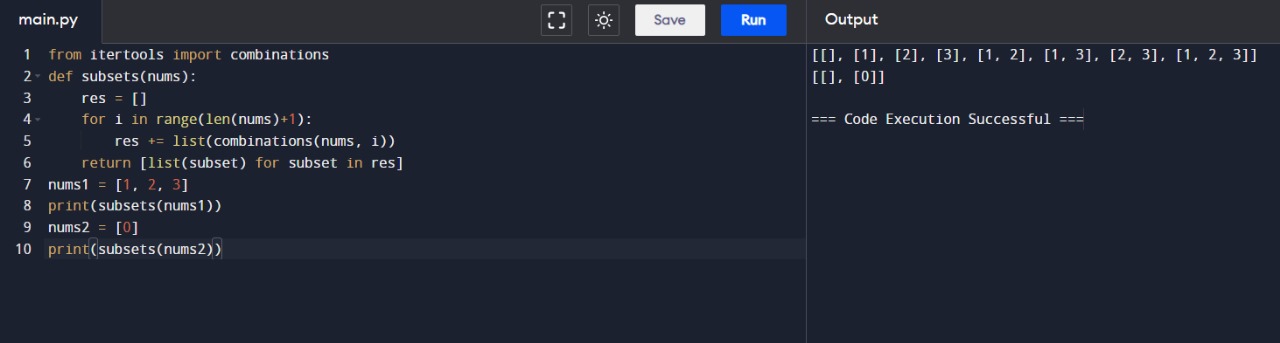 main.py
Save
Run
Output
1 from itertools import combinations
2 def subsets(nums):
3     res = []
4     for i in range(len(nums)+1):
5         res += list(combinations(nums, i))
6     return [list(subset) for subset in res]
7 nums1 = [1, 2, 3]
8 print(subsets(nums1))
9 nums2 = [0]
10 print(subsets(nums2))
[[], [1], [2], [3], [1, 2], [1, 3], [2, 3], [1, 2, 3]]
[[], [0]]
=== Code Execution Successful ===